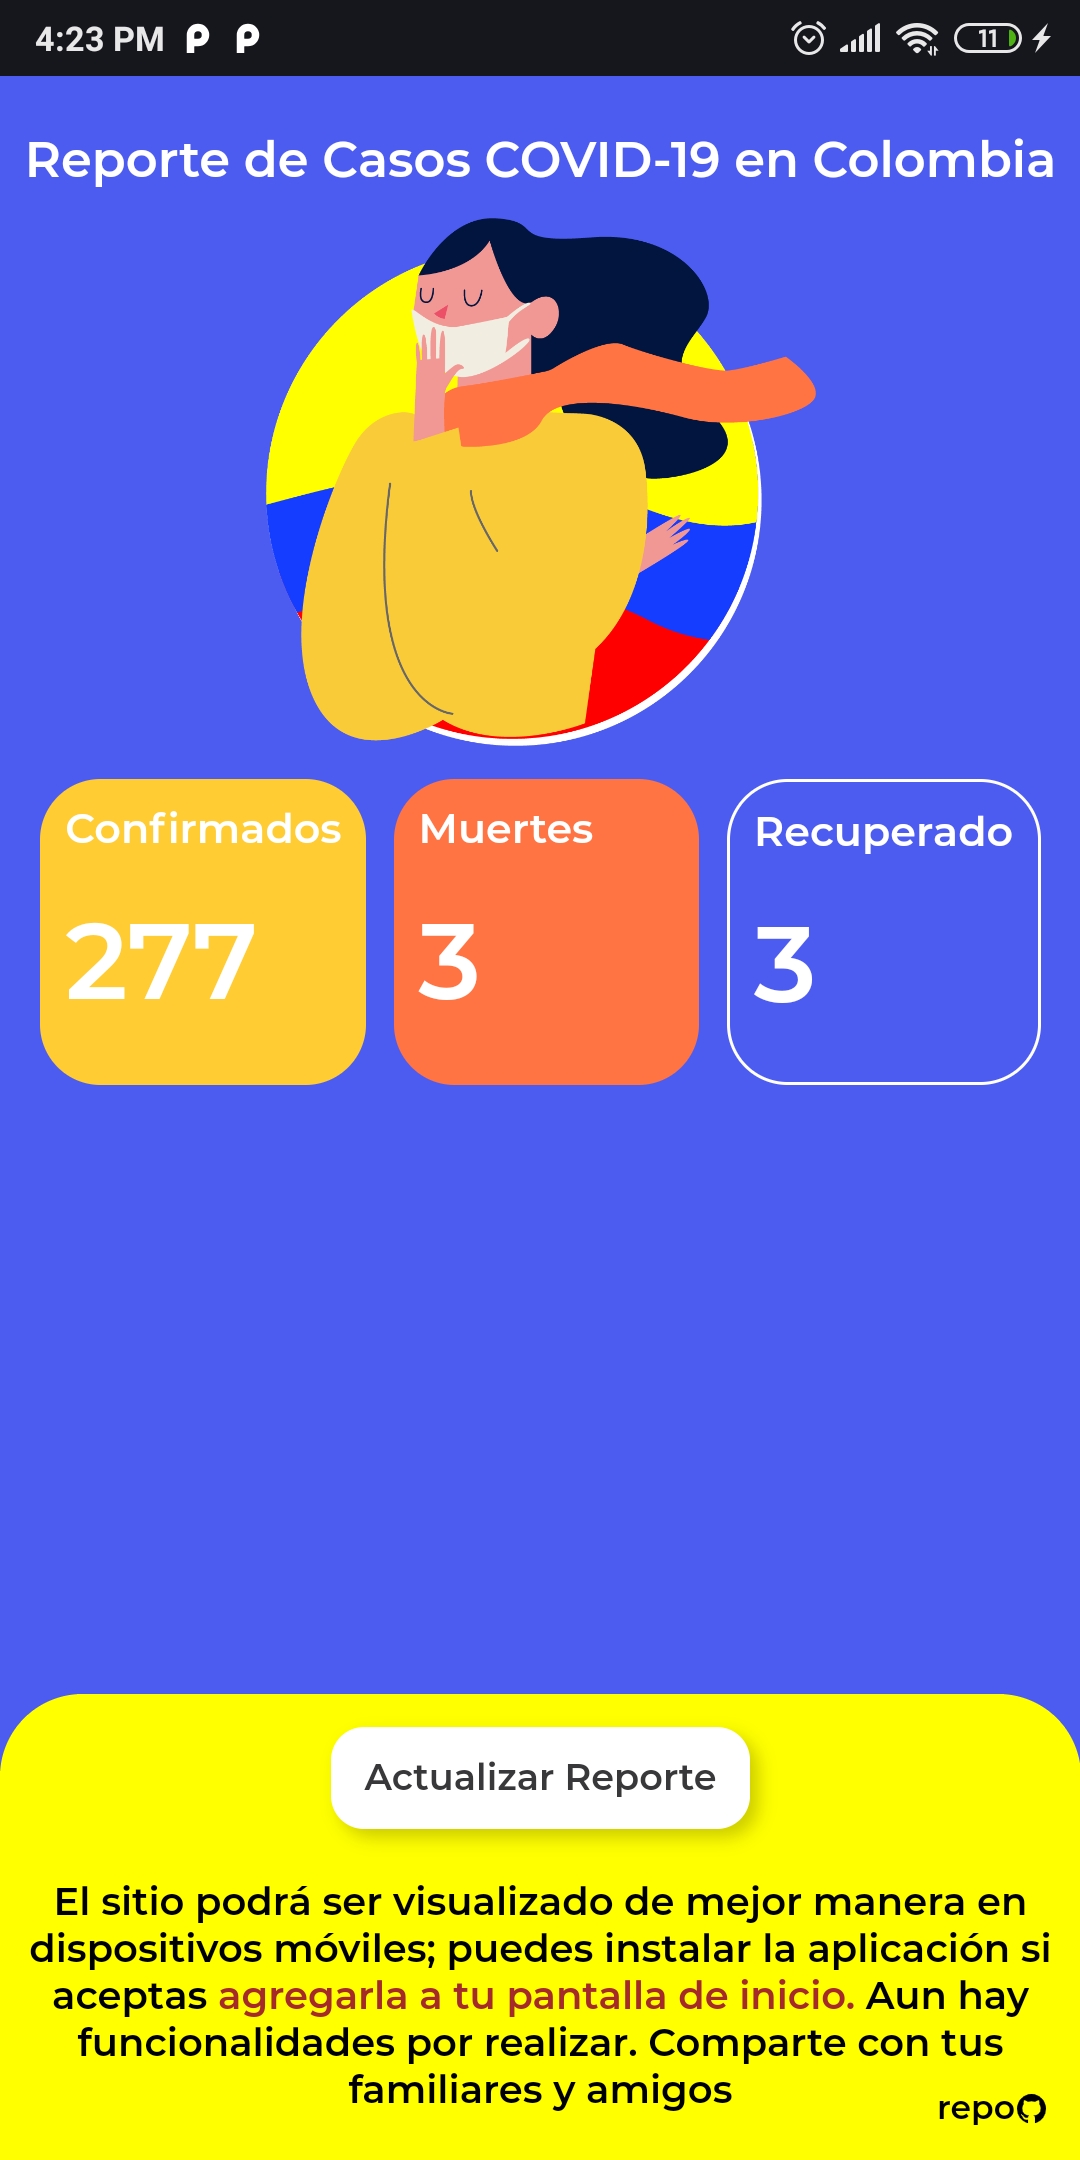 4:23 PM
11
Reporte de Casos COVID-19 en Colombia
Confirmados Muertes Recuperado
277 3 3
Actualizar Reporte
El sitio podrá ser visualizado de mejor manera en
dispositivos móviles; puedes instalar la aplicación si
aceptas agregarla a tu pantalla de inicio. Aun hay
funcionalidades por realizar. Comparte con tus
familiares y amigos
repo